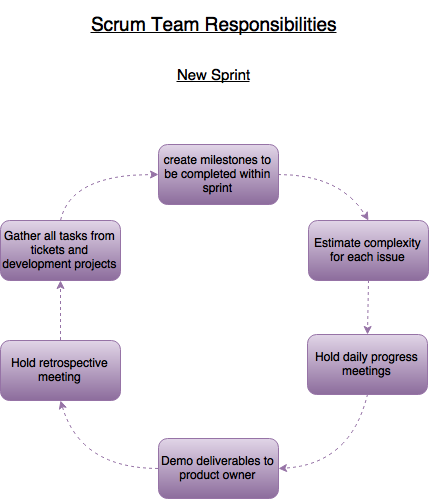 Scrum Team Responsibilities
New Sprint
create milestones to
be completed within
sprint
Estimate complexity
for each issue
Hold daily progress
meetings
Demo deliverables to
product owner
Hold retrospective
meeting
Gather all tasks from
tickets and
development projects